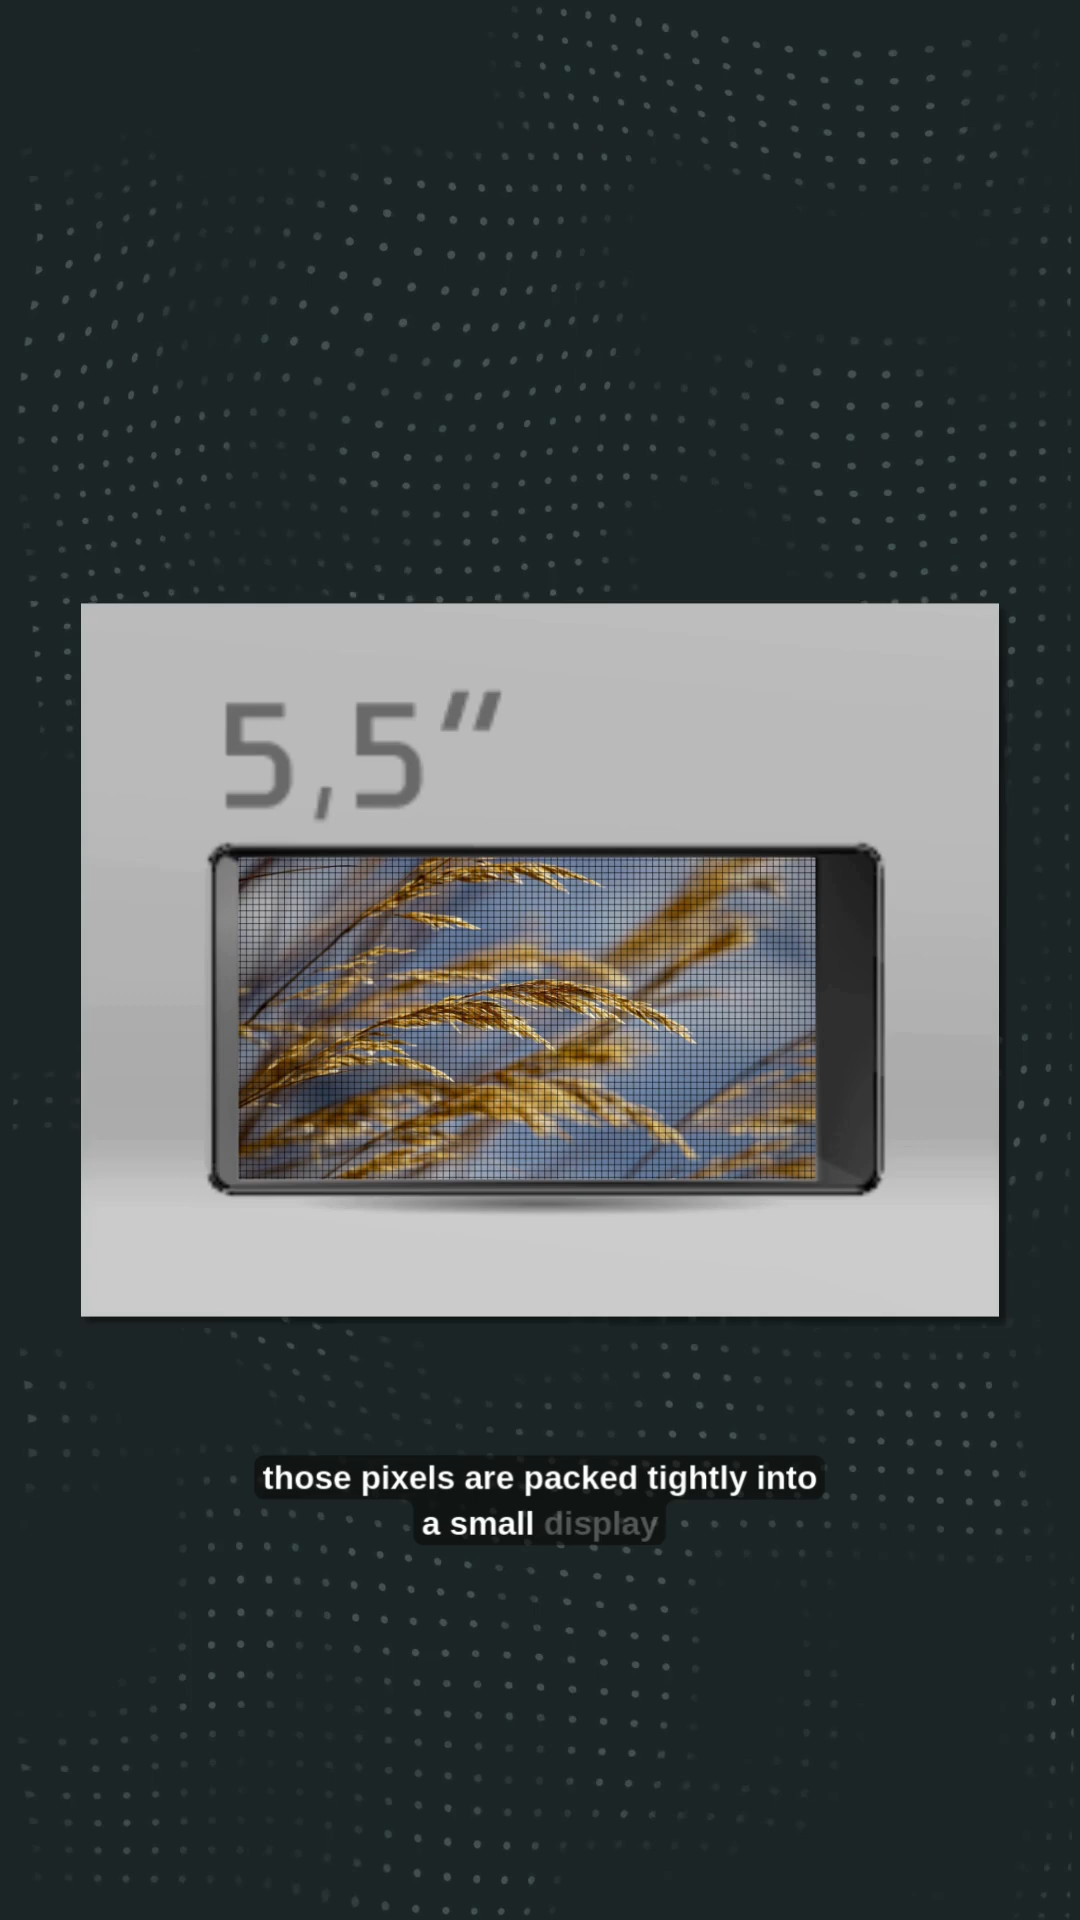 5,5″
those pixels are packed tightly into
a small display